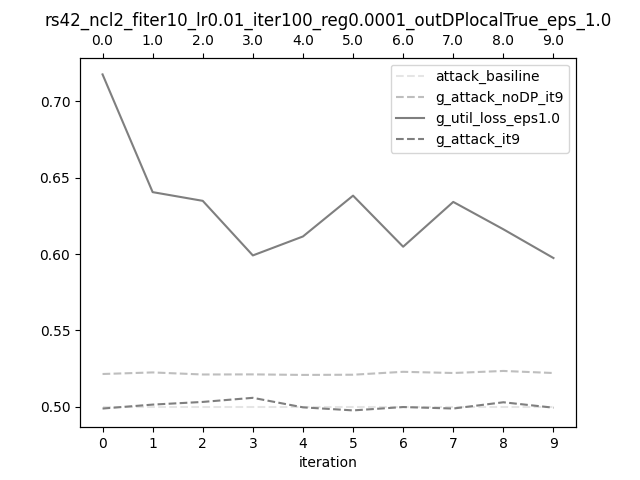 rs42_ncl2_fiter10_lr0.01_iter100_reg0.0001_outDPlocalTrue_eps_1.0
0.0 1.0 2.0 3.0 4.0 5.0 6.0 7.0 8.0 9.0
attack_basiline
g_attack_noDP_it9
g_util_loss_eps1.0
g_attack_it9
0.70
0.65
0.60
0.55
0.50
0 1 2 3 4 5 6 7 8 9
iteration